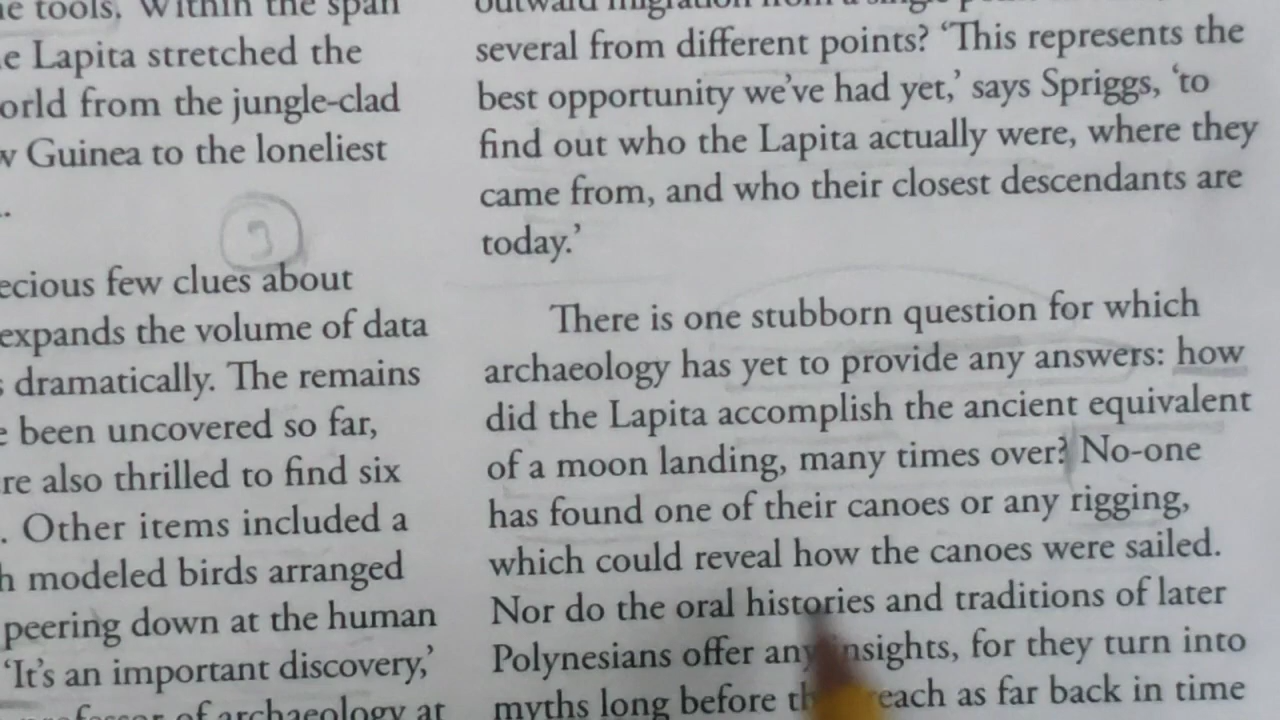 tools. Within the span
Lapita stretched the
from the jungle-clad
Guinea to the loneliest
3
few clues about
expands the volume of data
dramatically. The remains
been uncovered so far,
also thrilled to find six
. Other items included a
modeled birds arranged
peering down at the human
‘It’s an important discovery,’
of archaeology at
outward migration from a single
several from different points? ‘This represents the
best opportunity we’ve had yet,’ says Spriggs, ‘to
find out who the Lapita actually were, where they
came from, and who their closest descendants are
today.’
There is one stubborn question for which
archaeology has yet to provide any answers: how
did the Lapita accomplish the ancient equivalent
of a moon landing, many times over? No-one
has found one of their canoes or any rigging,
which could reveal how the canoes were sailed.
Nor do the oral histories and traditions of later
Polynesians offer any insights, for they turn into
myths long before reach as far back in time